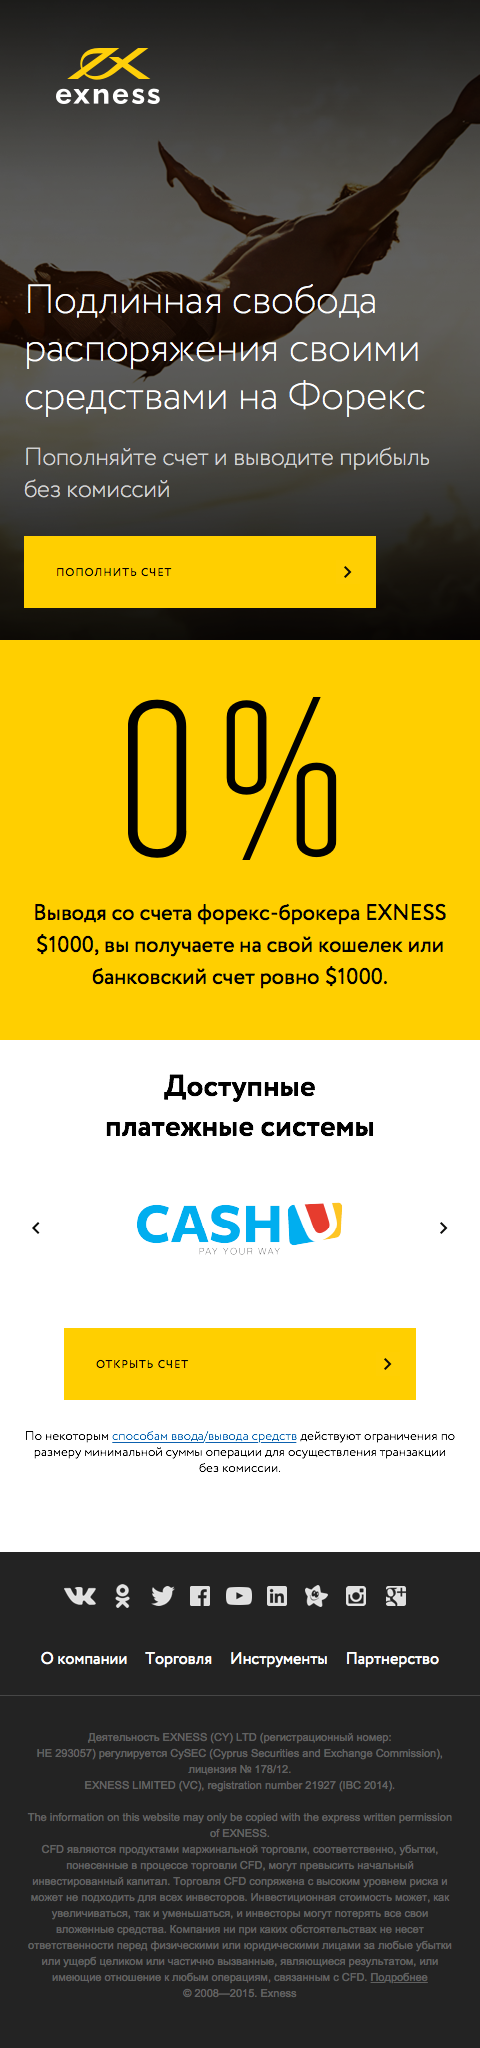 exness
Подлинная свобода
распоряжения своими
средствами на Форекс
Пополняйте счет и выводите прибыль
без комиссий
ПОПОЛНИТЬ СЧЕТ
0%
Выводя со счета форекс-брокера EXNESS
$1000, вы получаете на свой кошелек или
банковский счет ровно $1000.
Доступные
платежные системы
CASHU
PAY YOUR WAY
ОТКРЫТЬ СЧЕТ
По некоторым способам ввода/вывода средств действуют ограничения по
размеру минимальной суммы операции для осуществления транзакции
без комиссии.
О компании Торговля Инструменты Партнерство
Деятельность EXNESS (CY) LTD (регистрационный номер:
HE 293057) регулируется CySEC (Cyprus Securities and Exchange Commission),
лицензия № 178/12.
EXNESS LIMITED (VC), registration number 21927 (IBC 2014).
The information on this website may only be copied with the express written permission
of EXNESS.
CFD являются продуктами маржинальной торговли, соответственно, убытки,
понесенные в процессе торговли CFD, могут превысить начальный
инвестированный капитал. Торговля CFD сопряжена с высоким уровнем риска и
может не подходить для всех инвесторов. Инвестиционная стоимость может, как
увеличиваться, так и уменьшаться, и инвесторы могут потерять все свои
вложенные средства. Компания ни при каких обстоятельствах не несет
ответственности перед физическими или юридическими лицами за любые убытки
или ущерб целиком или частично вызванные, являющиеся результатом, или
имеющие отношение к любым операциям, связанным с CFD. Подробнее
© 2008—2015. Exness